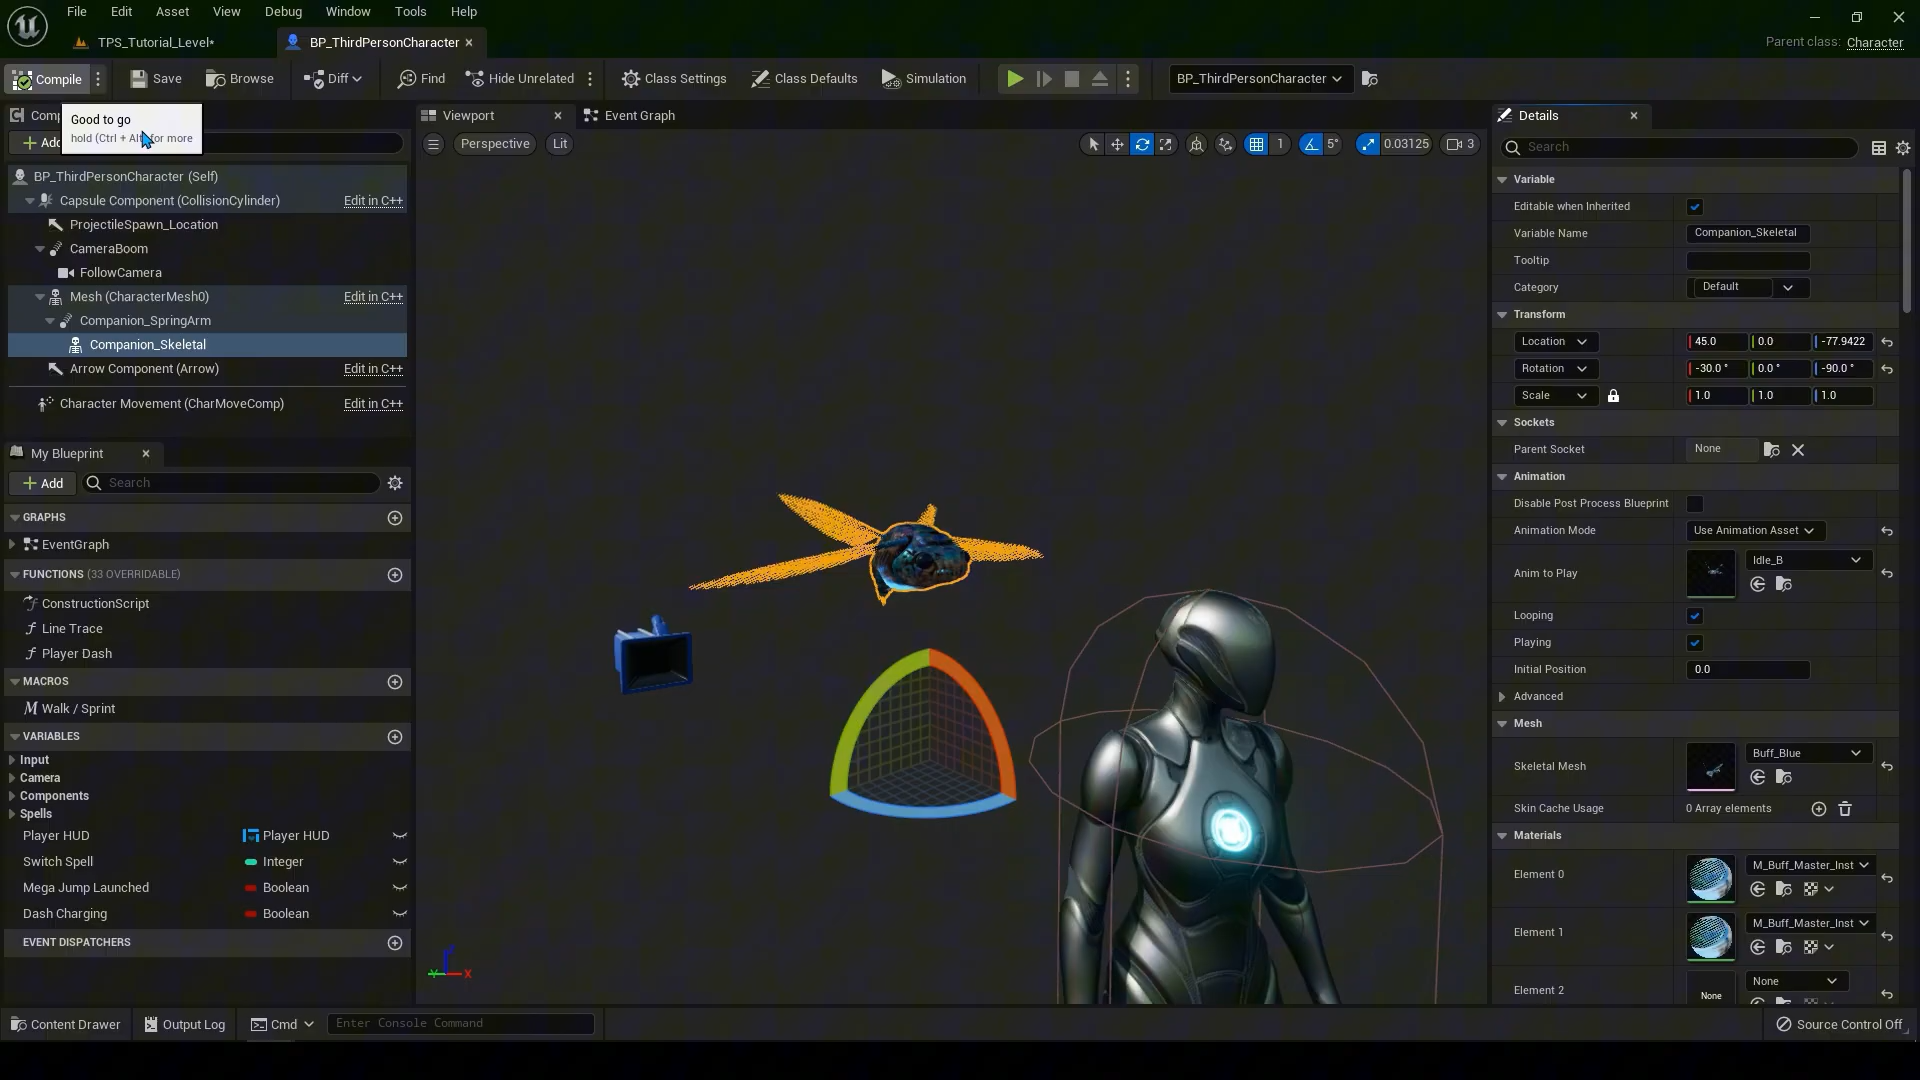 File Edit Asset View Debug Window Tools Help
TPS_Tutorial_Level* BP_ThirdPersonCharacter
Parent class: Character
Compile Save Browse Diff Find Hide Unrelated Class Settings Class Defaults Simulation BP_ThirdPersonCharacter
Good to go
hold (Ctrl + Alt) for more
Viewport Event Graph
Perspective Lit 1 5° 0.03125 3
BP_ThirdPersonCharacter (Self)
Capsule Component (CollisionCylinder) Edit in C++
ProjectileSpawn_Location
CameraBoom
FollowCamera
Mesh (CharacterMesh0) Edit in C++
Companion_SpringArm
Companion_Skeletal
Arrow Component (Arrow) Edit in C++
Character Movement (CharMoveComp) Edit in C++
My Blueprint
Add Search
GRAPHS
EventGraph
FUNCTIONS (33 OVERRIDABLE)
ConstructionScript
Line Trace
Player Dash
MACROS
Walk / Sprint
VARIABLES
Input
Camera
Components
Spells
Player HUD Player HUD
Switch Spell Integer
Mega Jump Launched Boolean
Dash Charging Boolean
EVENT DISPATCHERS
Details
Search
Variable
Editable when Inherited
Variable Name Companion_Skeletal
Tooltip
Category Default
Transform
Location 45.0 0.0 -77.9422
Rotation -30.0 ° 0.0 ° -90.0 °
Scale 1.0 1.0 1.0
Sockets
Parent Socket None
Animation
Disable Post Process Blueprint
Animation Mode Use Animation Asset
Anim to Play Idle_B
Looping
Playing
Initial Position 0.0
Advanced
Mesh
Skeletal Mesh Buff_Blue
Skin Cache Usage 0 Array elements
Materials
Element 0 M_Buff_Master_Inst
Element 1 M_Buff_Master_Inst
Element 2 None None
Content Drawer Output Log Cmd Enter Console Command Source Control Off